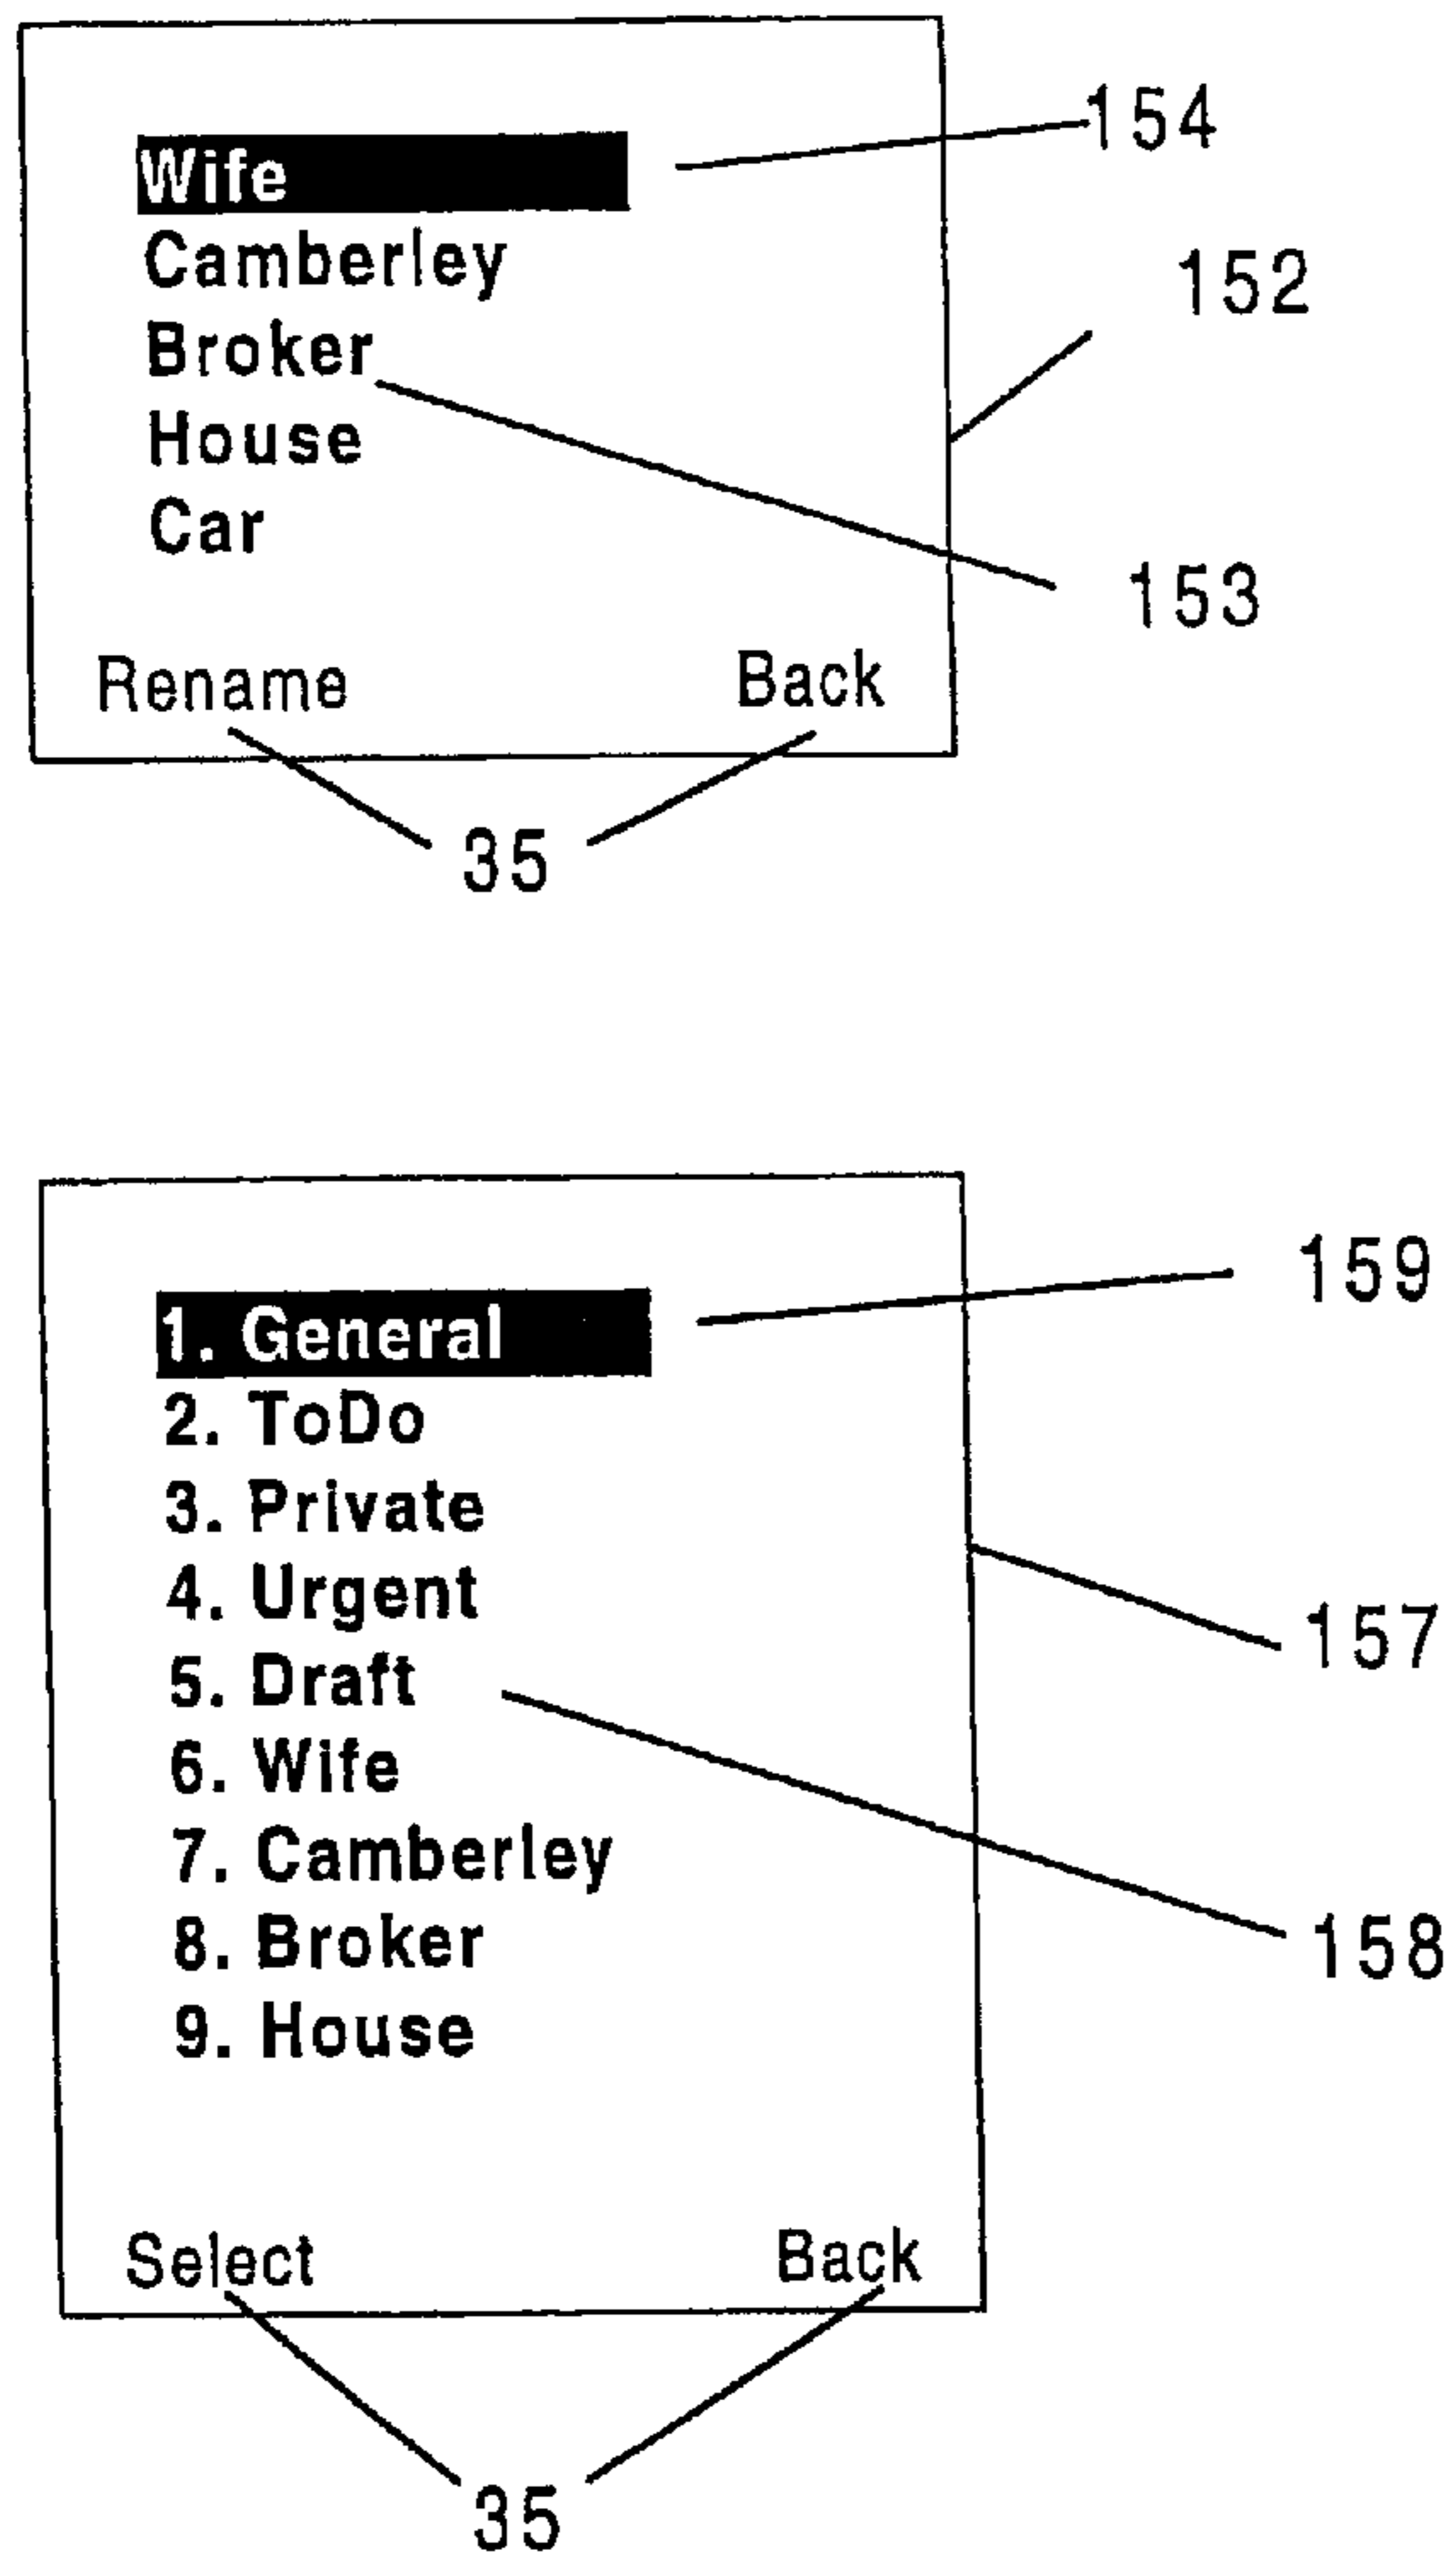 Wife
154
Camberley
152
Broker
House
Car
153
Rename Back
35
1. General
159
2. ToDo
3. Private
4. Urgent
157
5. Draft
6. Wife
7. Camberley
8. Broker
158
9. House
Select Back
35